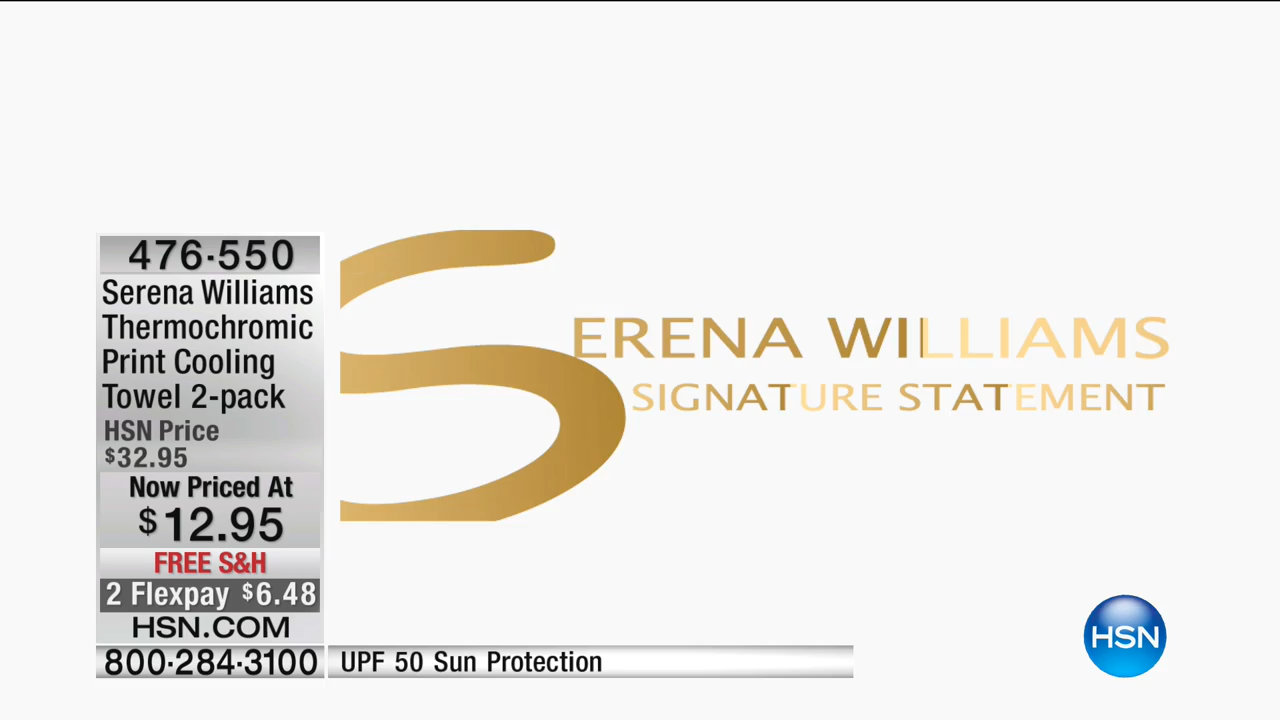 476·550
Serena Williams
Thermochromic
Print Cooling
Towel 2-pack
HSN Price
$32.95
Now Priced At
$12.95
FREE S&H
2 Flexpay $6.48
HSN.COM
800·284·3100
UPF 50 Sun Protection
SERENA WILLIAMS
SIGNATURE STATEMENT
HSN